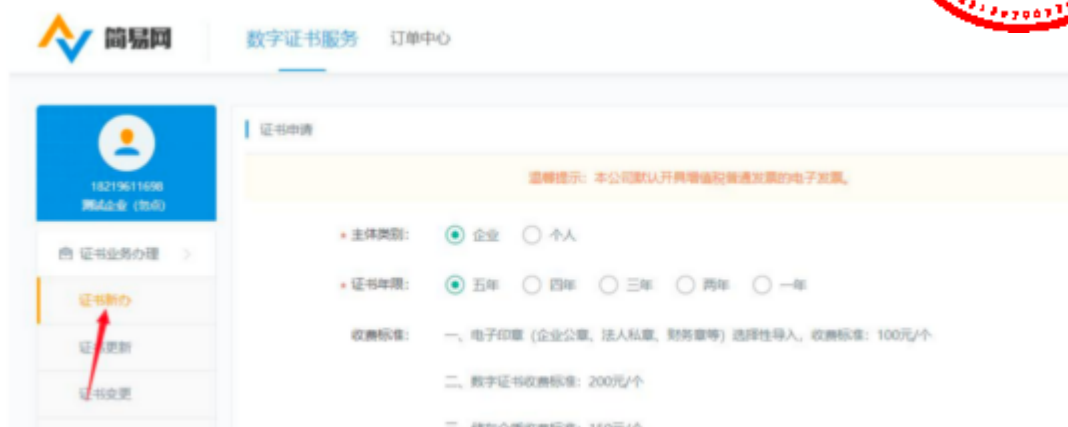 简易网 数字证书服务 订单中心
证书申请
温馨提示：本公司默认开具增值税普通发票的电子发票。
18219611698
测试企业（勿点）
* 主体类别： 企业 个人
证书业务办理 >
* 证书年限： 五年 四年 三年 两年 一年
证书新办
收费标准： 一、电子印章（企业公章、法人私章、财务章等）选择性导入，收费标准：100元/个
证书更新
二、数字证书收费标准：200元/个
证书变更